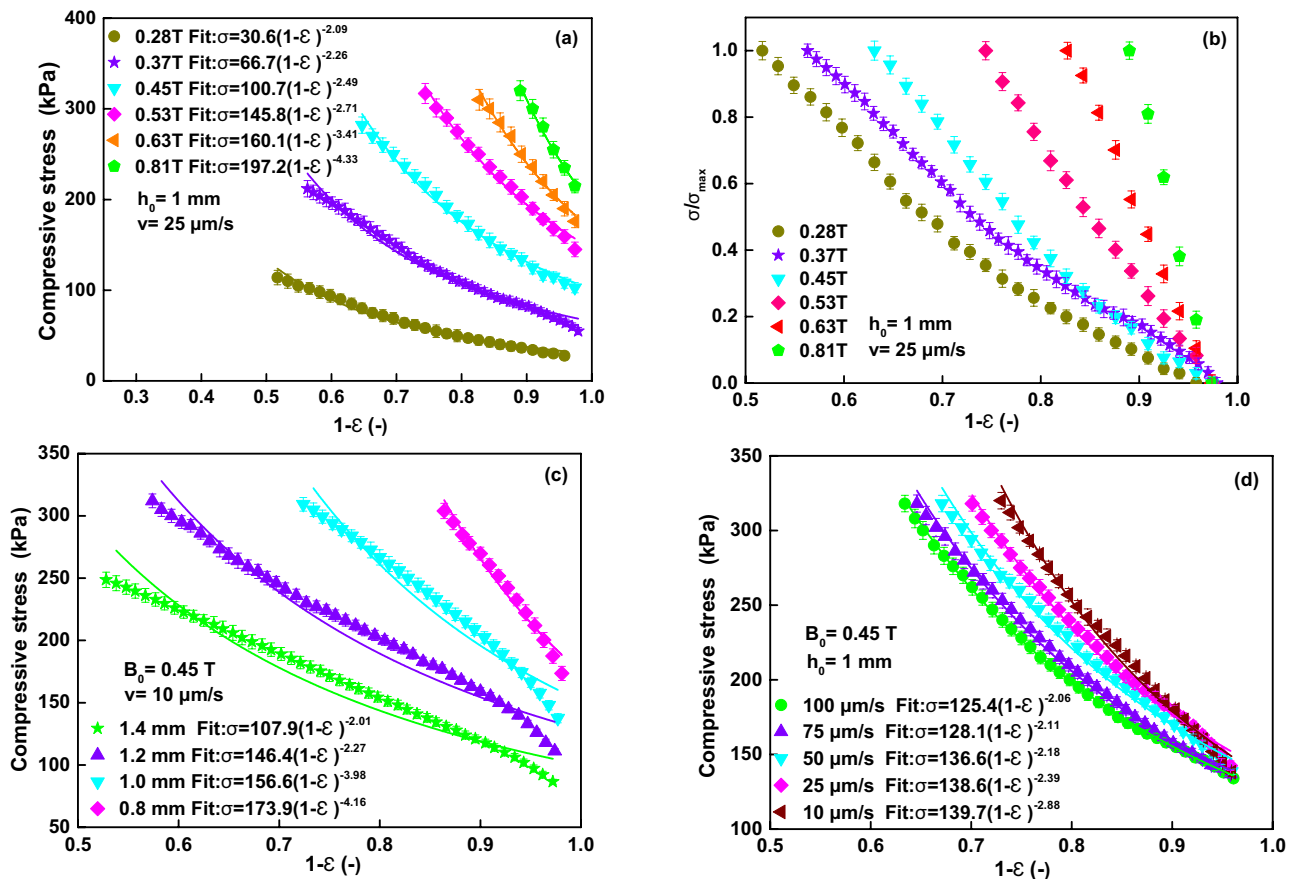 (a)
0.28T Fit:σ=30.6(1-ε)^-2.09
0.37T Fit:σ=66.7(1-ε)^-2.26
0.45T Fit:σ=100.7(1-ε)^-2.49
0.53T Fit:σ=145.8(1-ε)^-2.71
0.63T Fit:σ=160.1(1-ε)^-3.41
0.81T Fit:σ=197.2(1-ε)^-4.33
h₀= 1 mm
v= 25 µm/s
Compressive stress (kPa)
400
300
200
100
0
0.3 0.4 0.5 0.6 0.7 0.8 0.9 1.0
1-ε (-)
(b)
σ/σmax
1.0
0.8
0.6
0.4
0.2
0.0
0.28T
0.37T
0.45T
0.53T
0.63T
0.81T
h₀= 1 mm
v= 25 µm/s
0.5 0.6 0.7 0.8 0.9 1.0
1-ε (-)
(c)
Compressive stress (kPa)
350
300
250
200
150
100
50
B₀= 0.45 T
v= 10 µm/s
1.4 mm Fit:σ=107.9(1-ε)^-2.01
1.2 mm Fit:σ=146.4(1-ε)^-2.27
1.0 mm Fit:σ=156.6(1-ε)^-3.98
0.8 mm Fit:σ=173.9(1-ε)^-4.16
0.5 0.6 0.7 0.8 0.9 1.0
1-ε (-)
(d)
Compressive stress (kPa)
350
300
250
200
150
100
B₀= 0.45 T
h₀= 1 mm
100 µm/s Fit:σ=125.4(1-ε)^-2.06
75 µm/s Fit:σ=128.1(1-ε)^-2.11
50 µm/s Fit:σ=136.6(1-ε)^-2.18
25 µm/s Fit:σ=138.6(1-ε)^-2.39
10 µm/s Fit:σ=139.7(1-ε)^-2.88
0.5 0.6 0.7 0.8 0.9 1.0
1-ε (-)